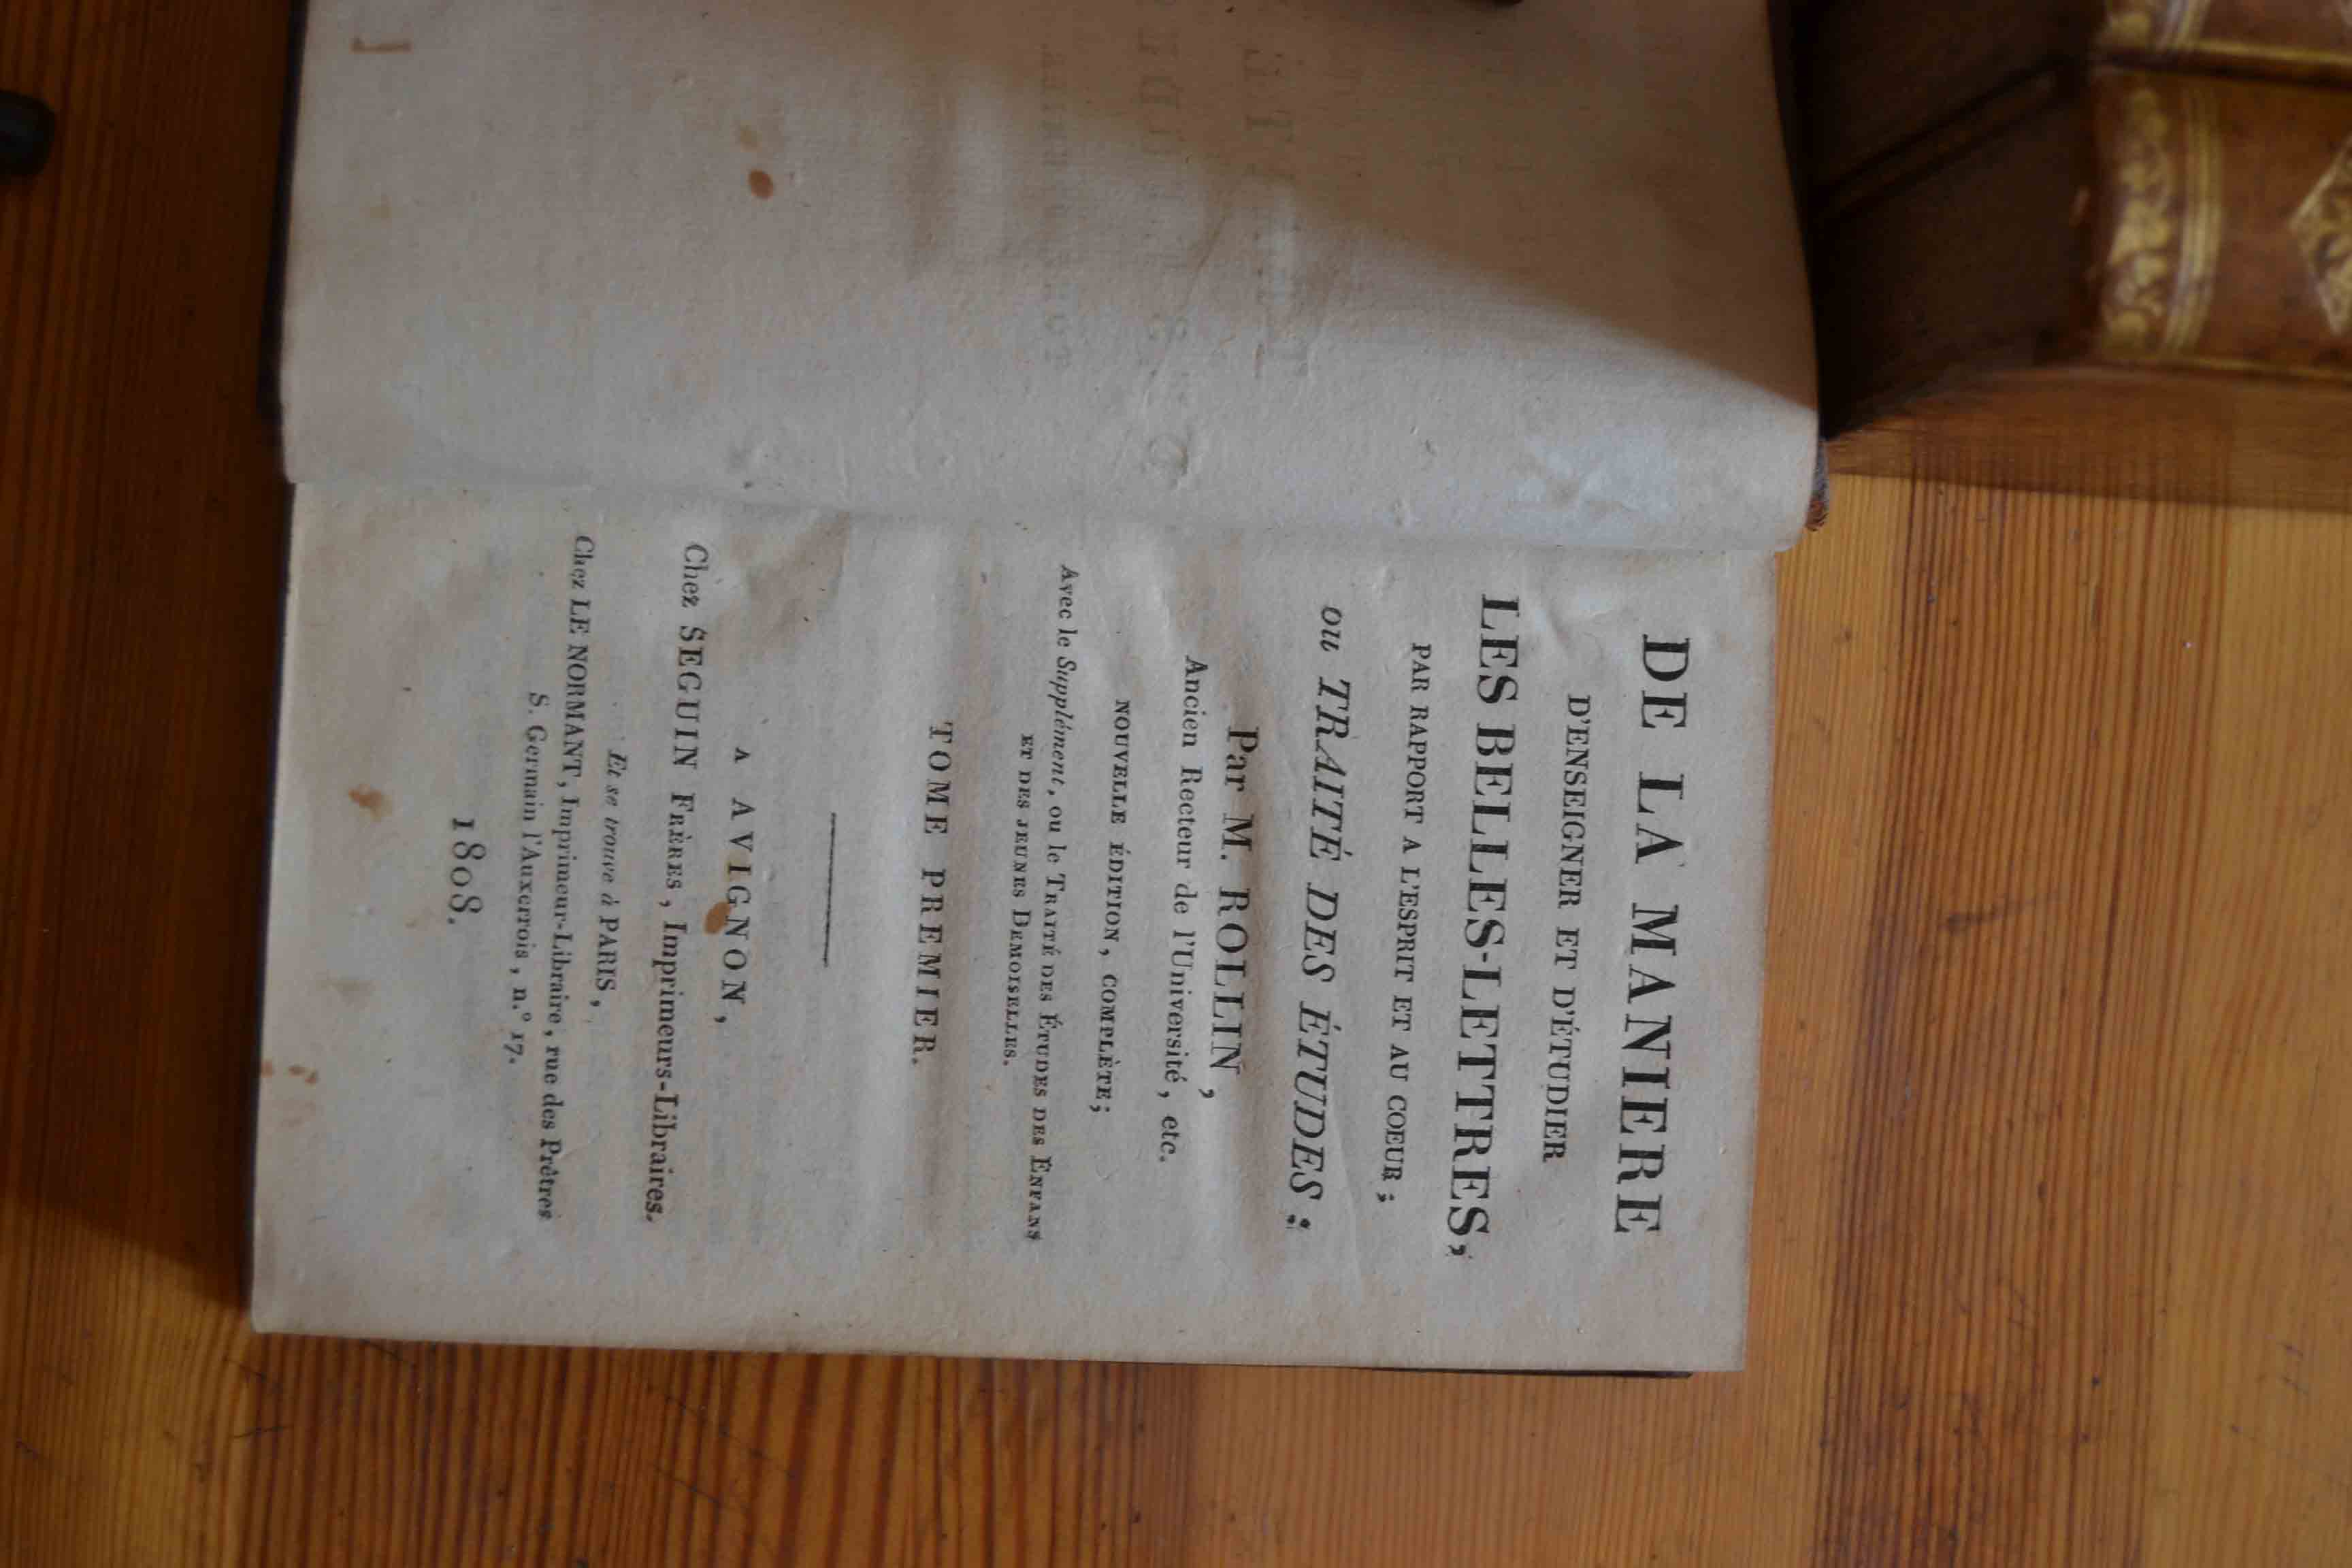 DE LA MANIERE
D'ENSEIGNER ET D'ÉTUDIER
LES BELLES-LETTRES,
PAR RAPPORT A L'ESPRIT ET AU COEUR;
ou TRAITÉ DES ÉTUDES;
Par M. ROLLIN,
Ancien Recteur de l'Université, etc.
NOUVELLE ÉDITION, COMPLÈTE;
Avec le Supplément, ou le TRAITÉ DES ÉTUDES DES ENFANS
ET DES JEUNES DEMOISELLES.
TOME PREMIER.
A AVIGNON,
Chez SEGUIN FRÈRES, Imprimeurs-Libraires.
Et se trouve à PARIS,
Chez LE NORMANT, Imprimeur-Libraire, rue des Prêtres
S. Germain l'Auxerrois, n.° 17.
1808.